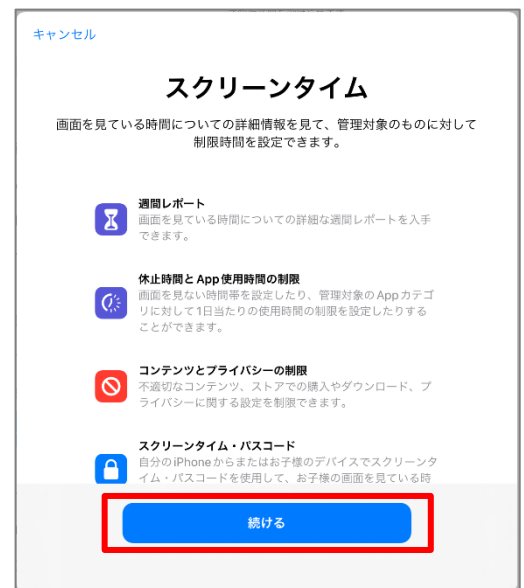 キャンセル
スクリーンタイム
画面を見ている時間についての詳細情報を見て、管理対象のものに対して
制限時間を設定できます。
週間レポート
画面を見ている時間についての詳細な週間レポートを入手
できます。
休止時間とApp使用時間の制限
画面を見ない時間帯を設定したり、管理対象のAppカテゴ
リに対して1日当たりの使用時間の制限を設定したりする
ことができます。
コンテンツとプライバシーの制限
不適切なコンテンツ、ストアでの購入やダウンロード、プ
ライバシーに関する設定を制限できます。
スクリーンタイム・パスコード
自分のiPhoneからまたはお子様のデバイスでスクリーンタ
イム・パスコードを使用して、お子様の画面を見ている時
続ける